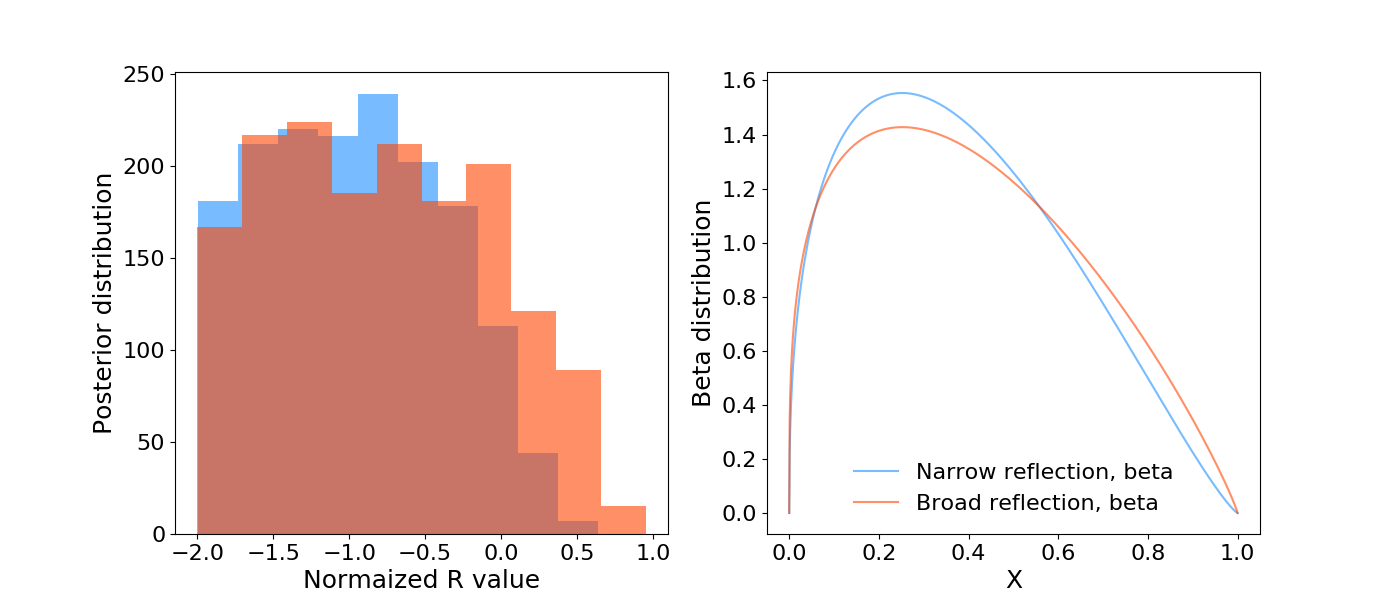 250
200
150
100
50
0
Posterior distribution
−2.0 −1.5 −1.0 −0.5 0.0 0.5 1.0
Normaized R value
1.6
1.4
1.2
1.0
0.8
0.6
0.4
0.2
0.0
Beta distribution
Narrow reflection, beta
Broad reflection, beta
0.0 0.2 0.4 0.6 0.8 1.0
X